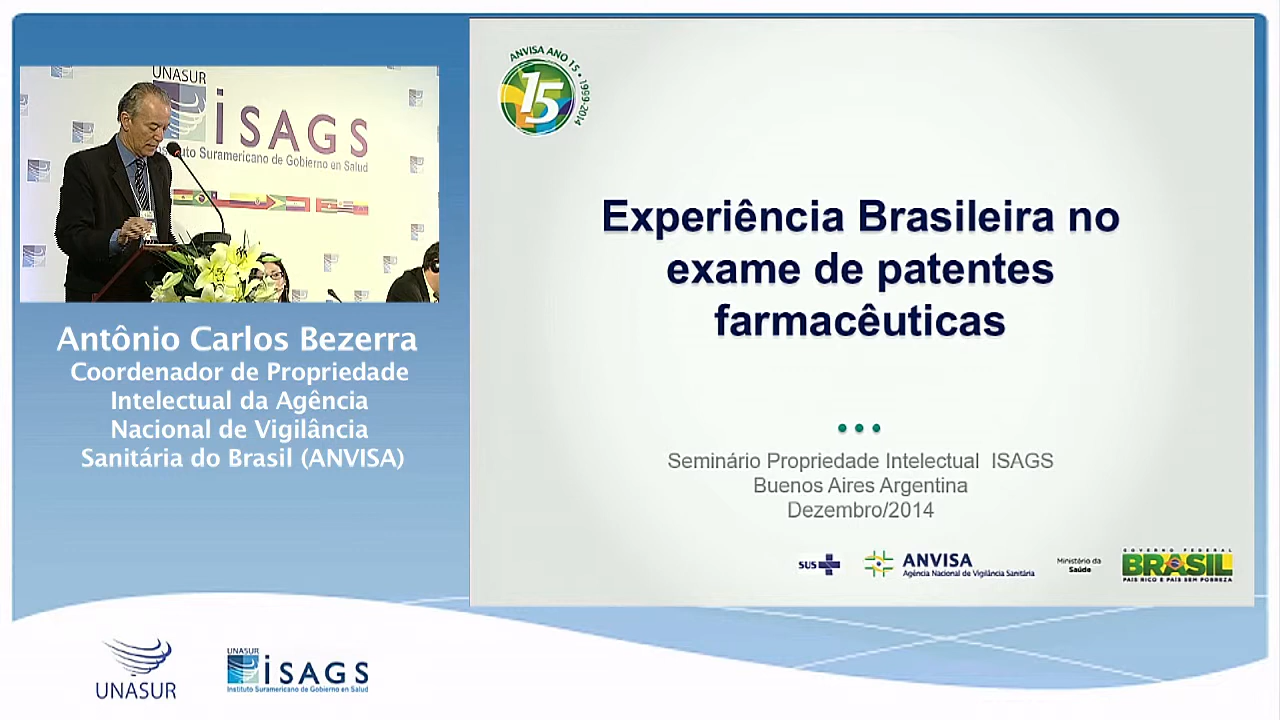 UNASUR
iSAGS
Instituto Suramericano de Gobierno en Salud
Antônio Carlos Bezerra
Coordenador de Propriedade
Intelectual da Agência
Nacional de Vigilância
Sanitária do Brasil (ANVISA)
ANVISA ANO 15 • 1999-2014
15
Experiência Brasileira no
exame de patentes
farmacêuticas
Seminário Propriedade Intelectual ISAGS
Buenos Aires Argentina
Dezembro/2014
SUS
ANVISA
Agência Nacional de Vigilância Sanitária
Ministério da
Saúde
GOVERNO FEDERAL
BRASIL
PAÍS RICO É PAÍS SEM POBREZA
UNASUR
UNASUR
iSAGS
Instituto Suramericano de Gobierno en Salud